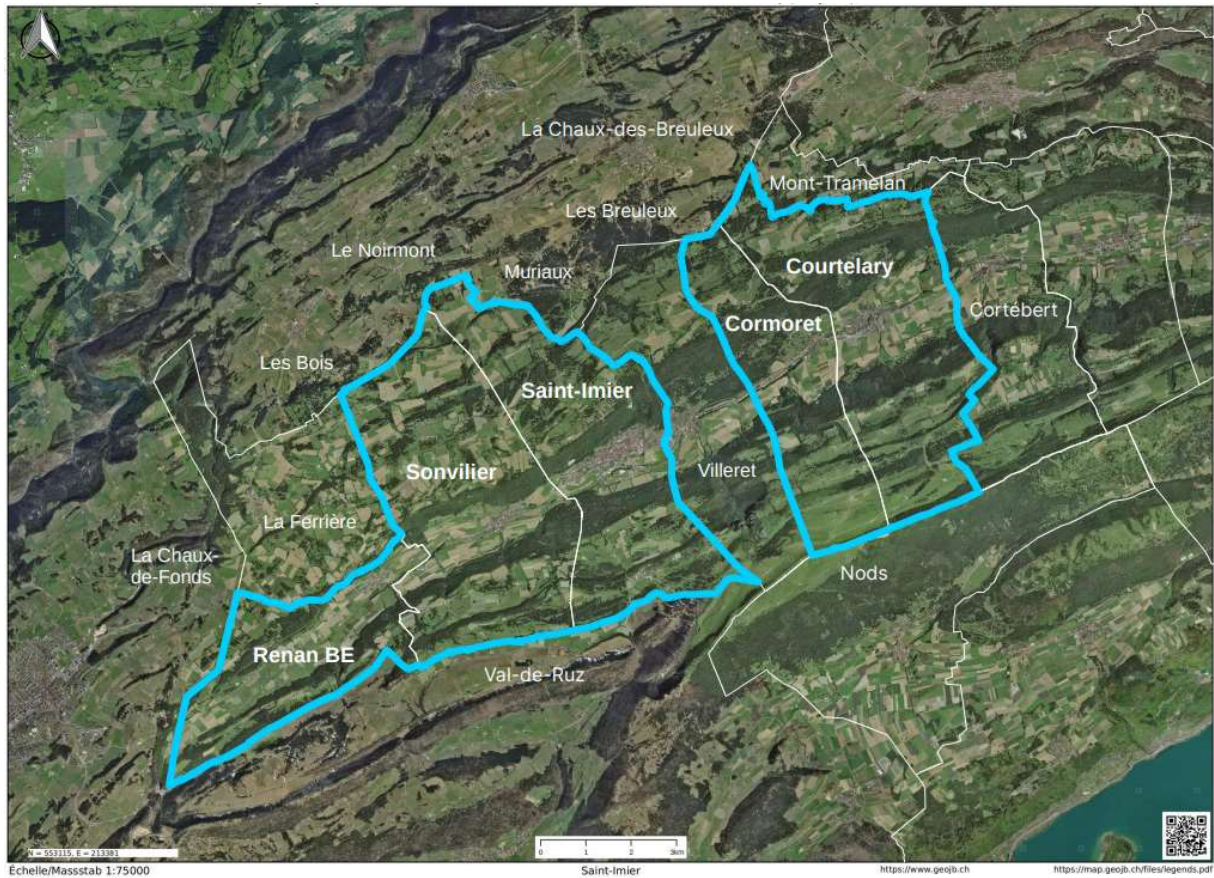 La Chaux-des-Breuleux
Mont-Tramelan
Les Breuleux
Le Noirmont
Muriaux
Courtelary
Cormoret
Cortébert
Les Bois
Saint-Imier
Sonvilier
Villeret
La Ferrière
La Chaux-
de-Fonds
Nods
Renan BE
Val-de-Ruz
N = 553115, E = 213381
0 1 2 3km
Échelle/Massstab 1:75000
Saint-Imier
https://www.geojb.ch
https://map.geojb.ch/files/legends.pdf